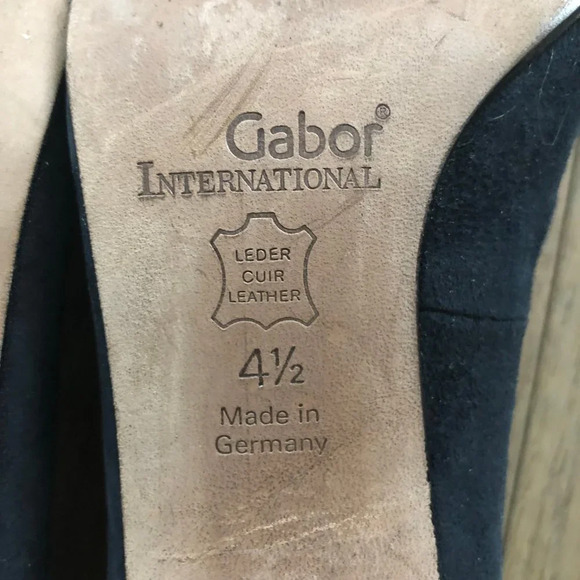 Gabor®
INTERNATIONAL
LEDER
CUIR
LEATHER
4½
Made in
Germany